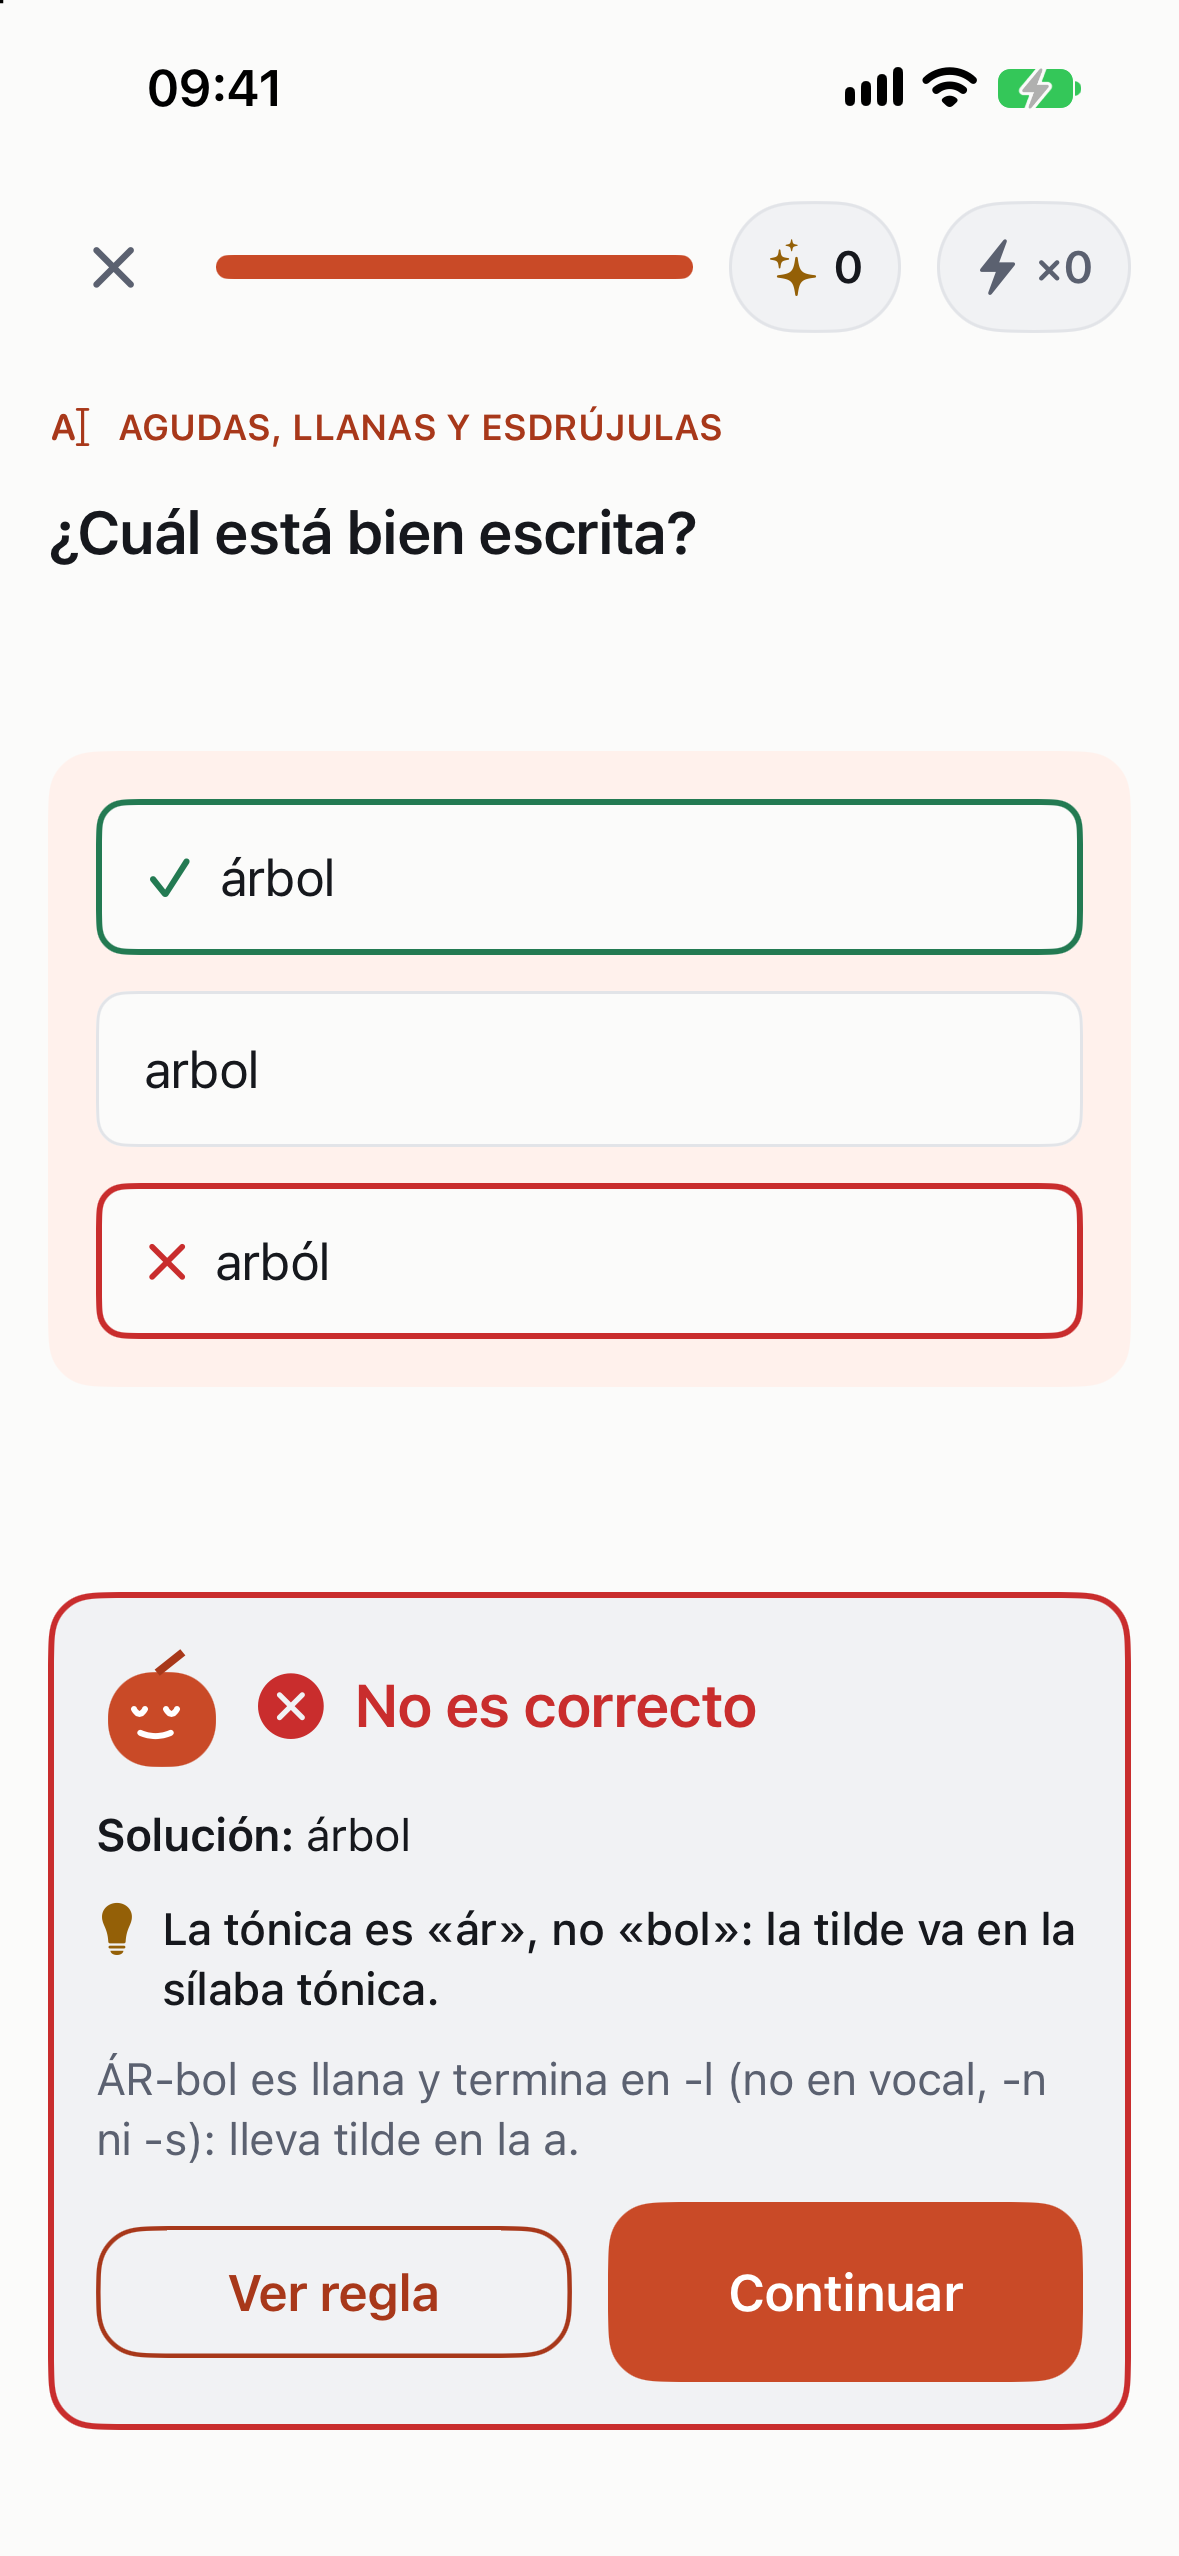 09:41
0
×0
AGUDAS, LLANAS Y ESDRÚJULAS
¿Cuál está bien escrita?
árbol
arbol
arból
No es correcto
Solución: árbol
La tónica es «ár», no «bol»: la tilde va en la
sílaba tónica.
ÁR-bol es llana y termina en -l (no en vocal, -n
ni -s): lleva tilde en la a.
Ver regla
Continuar